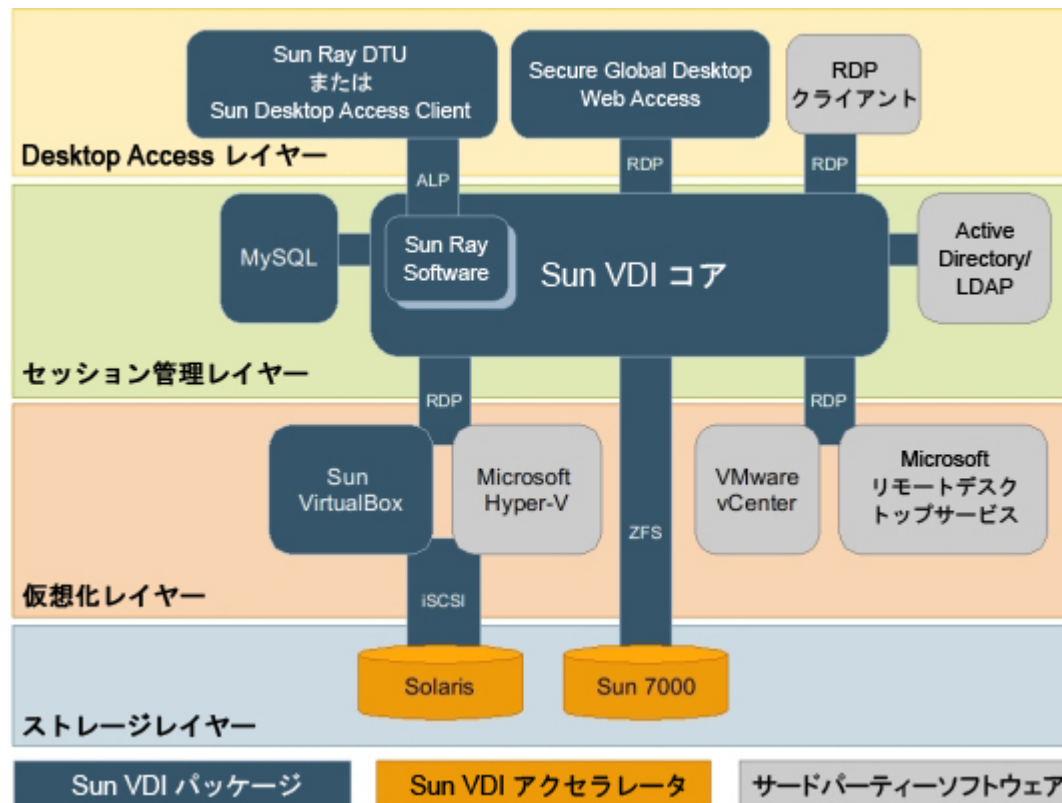 Sun Ray DTU
または
Sun Desktop Access Client
Secure Global Desktop
Web Access
RDP
クライアント
Desktop Access レイヤー
ALP
RDP
RDP
MySQL
Sun Ray
Software
Sun VDI コア
Active
Directory/
LDAP
セッション管理レイヤー
RDP
RDP
Sun
VirtualBox
Microsoft
Hyper-V
ZFS
VMware
vCenter
Microsoft
リモートデスク
トップサービス
仮想化レイヤー
iSCSI
Solaris
Sun 7000
ストレージレイヤー
Sun VDI パッケージ
Sun VDI アクセラレータ
サードパーティーソフトウェア